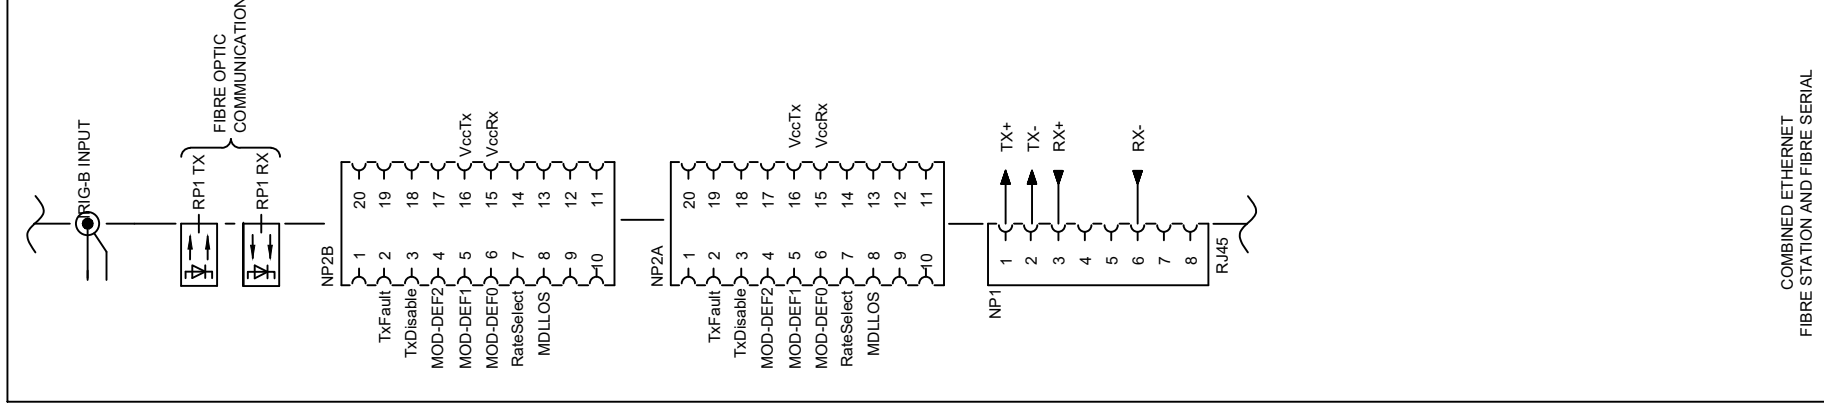 IRIG-B INPUT
RP1 TX
RP1 RX
FIBRE OPTIC
COMMUNICATION
NP2B
1
2
3
4
5
6
7
8
9
10
20
19
18
17
16
15
14
13
12
11
TxFault
TxDisable
MOD-DEF2
MOD-DEF1
MOD-DEF0
RateSelect
MDLLOS
VccTx
VccRx
NP2A
1
2
3
4
5
6
7
8
9
10
20
19
18
17
16
15
14
13
12
11
TxFault
TxDisable
MOD-DEF2
MOD-DEF1
MOD-DEF0
RateSelect
MDLLOS
VccTx
VccRx
NP1
1
2
3
4
5
6
7
8
RJ45
TX+
TX-
RX+
RX-
COMBINED ETHERNET
FIBRE STATION AND FIBRE SERIAL